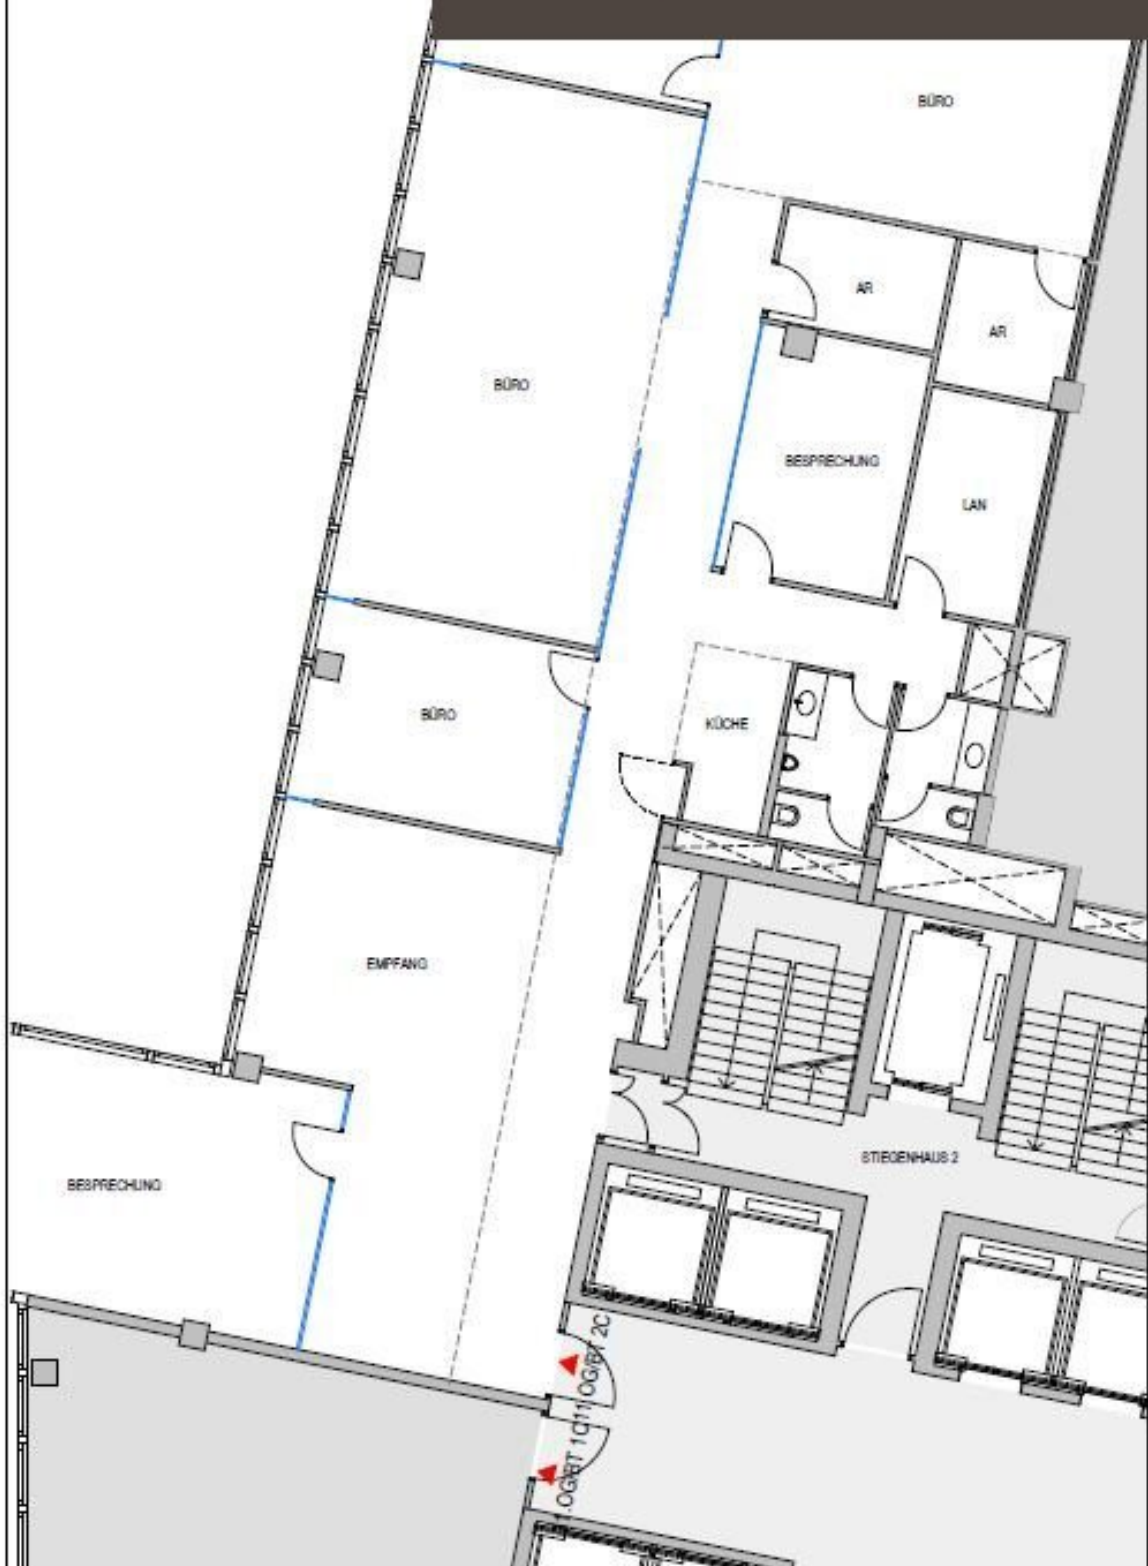 BÜRO
AR
AR
BÜRO
BESPRECHUNG
LAN
BÜRO
KÜCHE
EMPFANG
STIEGENHAUS 2
BESPRECHUNG
11 OG/BT 2C
.OG/BT 1C